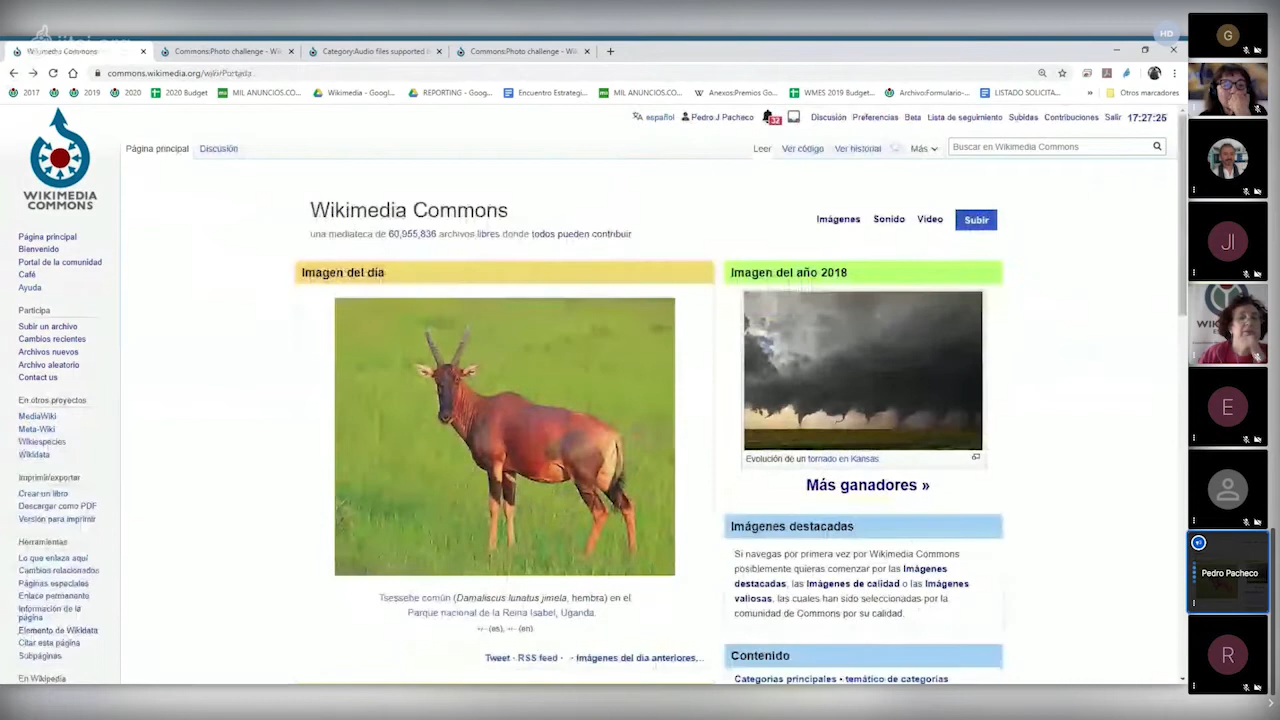 jitsi.org
HD
Wikimedia Commons
Commons:Photo challenge - Wik
Category:Audio files supported b
Commons:Photo challenge - Wik
commons.wikimedia.org/wiki/Portada
2017
2019
2020
2020 Budget
MIL ANUNCIOS.CO...
Wikimedia - Googl...
REPORTING - Goog...
Encuentro Estrategi...
MIL ANUNCIOS.CO...
Anexos:Premios Go...
WMES 2019 Budget...
Archivo:Formulario-...
LISTADO SOLICITA...
»
Otros marcadores
español Pedro J Pacheco 32 Discusión Preferencias Beta Lista de seguimiento Subidas Contribuciones Salir 17:27:25
Página principal Discusión Leer Ver código Ver historial Más Buscar en Wikimedia Commons
WIKIMEDIA
COMMONS
Página principal
Bienvenido
Portal de la comunidad
Café
Ayuda
Participa
Subir un archivo
Cambios recientes
Archivos nuevos
Archivo aleatorio
Contact us
En otros proyectos
MediaWiki
Meta-Wiki
Wikiespecies
Wikidata
Imprimir/exportar
Crear un libro
Descargar como PDF
Versión para imprimir
Herramientas
Lo que enlaza aquí
Cambios relacionados
Páginas especiales
Enlace permanente
Información de la
página
Elemento de Wikidata
Citar esta página
Subpáginas
En Wikipedia
Wikimedia Commons
una mediateca de 60,955,836 archivos libres donde todos pueden contribuir
Imágenes Sonido Video Subir
Imagen del día
Tsessebe común (Damaliscus lunatus jimela, hembra) en el
Parque nacional de la Reina Isabel, Uganda.
+/− (es), +/− (en).
Tweet · RSS feed · Imágenes del día anteriores...
Imagen del año 2018
Evolución de un tornado en Kansas
Más ganadores »
Imágenes destacadas
Si navegas por primera vez por Wikimedia Commons
posiblemente quieras comenzar por las Imágenes
destacadas, las Imágenes de calidad o las Imágenes
valiosas, las cuales han sido seleccionadas por la
comunidad de Commons por su calidad.
Contenido
Categorías principales · temático de categorías
G
JI
WIKI
E
Pedro Pacheco
R